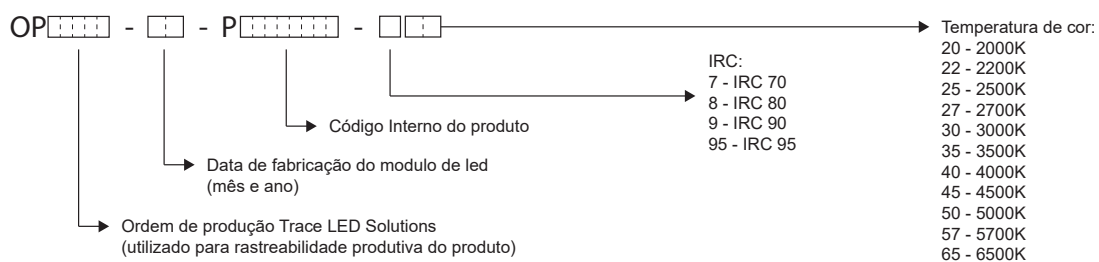 OP - - P -
Temperatura de cor:
20 - 2000K
22 - 2200K
25 - 2500K
27 - 2700K
30 - 3000K
35 - 3500K
40 - 4000K
45 - 4500K
50 - 5000K
57 - 5700K
65 - 6500K
IRC:
7 - IRC 70
8 - IRC 80
9 - IRC 90
95 - IRC 95
Código Interno do produto
Data de fabricação do modulo de led
(mês e ano)
Ordem de produção Trace LED Solutions
(utilizado para rastreabilidade produtiva do produto)